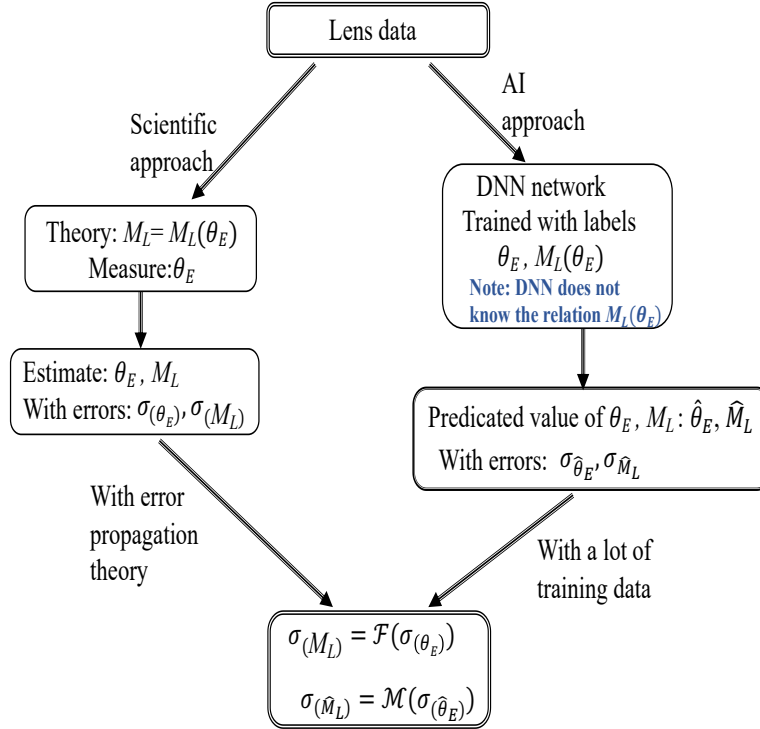 Lens data
Scientific
approach
AI
approach
Theory: M_L= M_L(θ_E)
Measure:θ_E
DNN network
Trained with labels
θ_E , M_L(θ_E)
Note: DNN does not
know the relation M_L(θ_E)
Estimate: θ_E , M_L
With errors: σ_(θ_E), σ_(M_L)
Predicated value of θ_E, M_L: θ̂_E, M̂_L
With errors: σ_θ̂_E, σ_M̂_L
With error
propagation
theory
With a lot of
training data
σ_(M_L) = ℱ(σ_(θ_E))
σ_(M̂_L) = ℳ(σ_(θ̂_E))